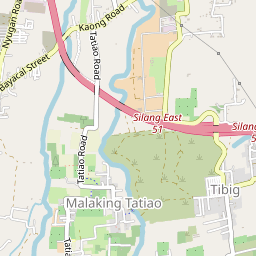 Nyugan Road
Kaong Road
Tatiao Road
Bayacal Street
Silang East
51
Silang
Tatiao Road
Tibig
Malaking Tatiao